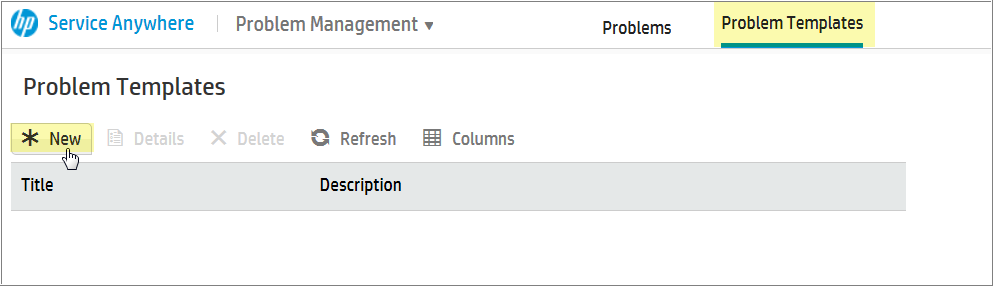 hp Service Anywhere Problem Management Problems Problem Templates
Problem Templates
New Details Delete Refresh Columns
Title Description